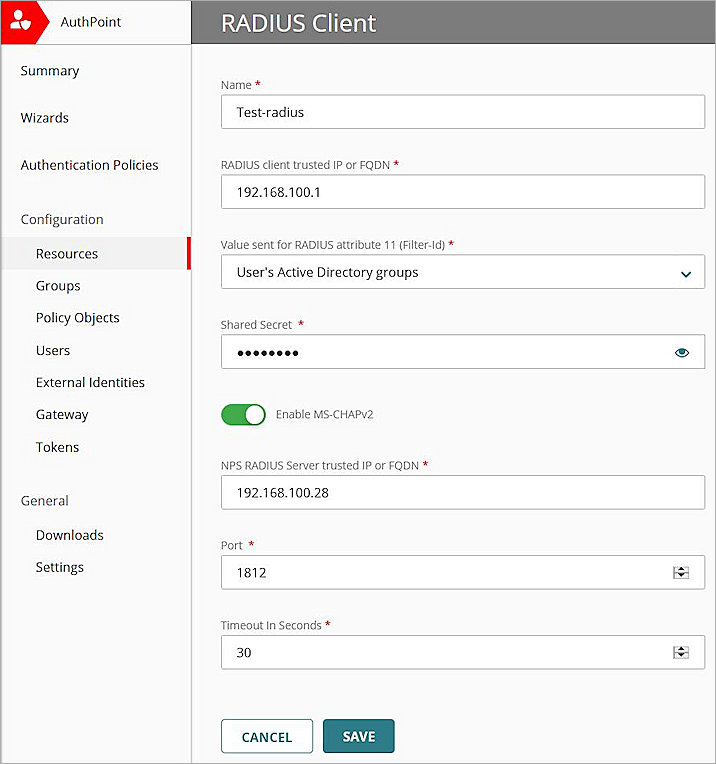 AuthPoint
Summary
Wizards
Authentication Policies
Configuration
Resources
Groups
Policy Objects
Users
External Identities
Gateway
Tokens
General
Downloads
Settings
RADIUS Client
Name *
Test-radius
RADIUS client trusted IP or FQDN *
192.168.100.1
Value sent for RADIUS attribute 11 (Filter-Id) *
User's Active Directory groups
Shared Secret *
••••••••
Enable MS-CHAPv2
NPS RADIUS Server trusted IP or FQDN *
192.168.100.28
Port *
1812
Timeout In Seconds *
30
CANCEL
SAVE